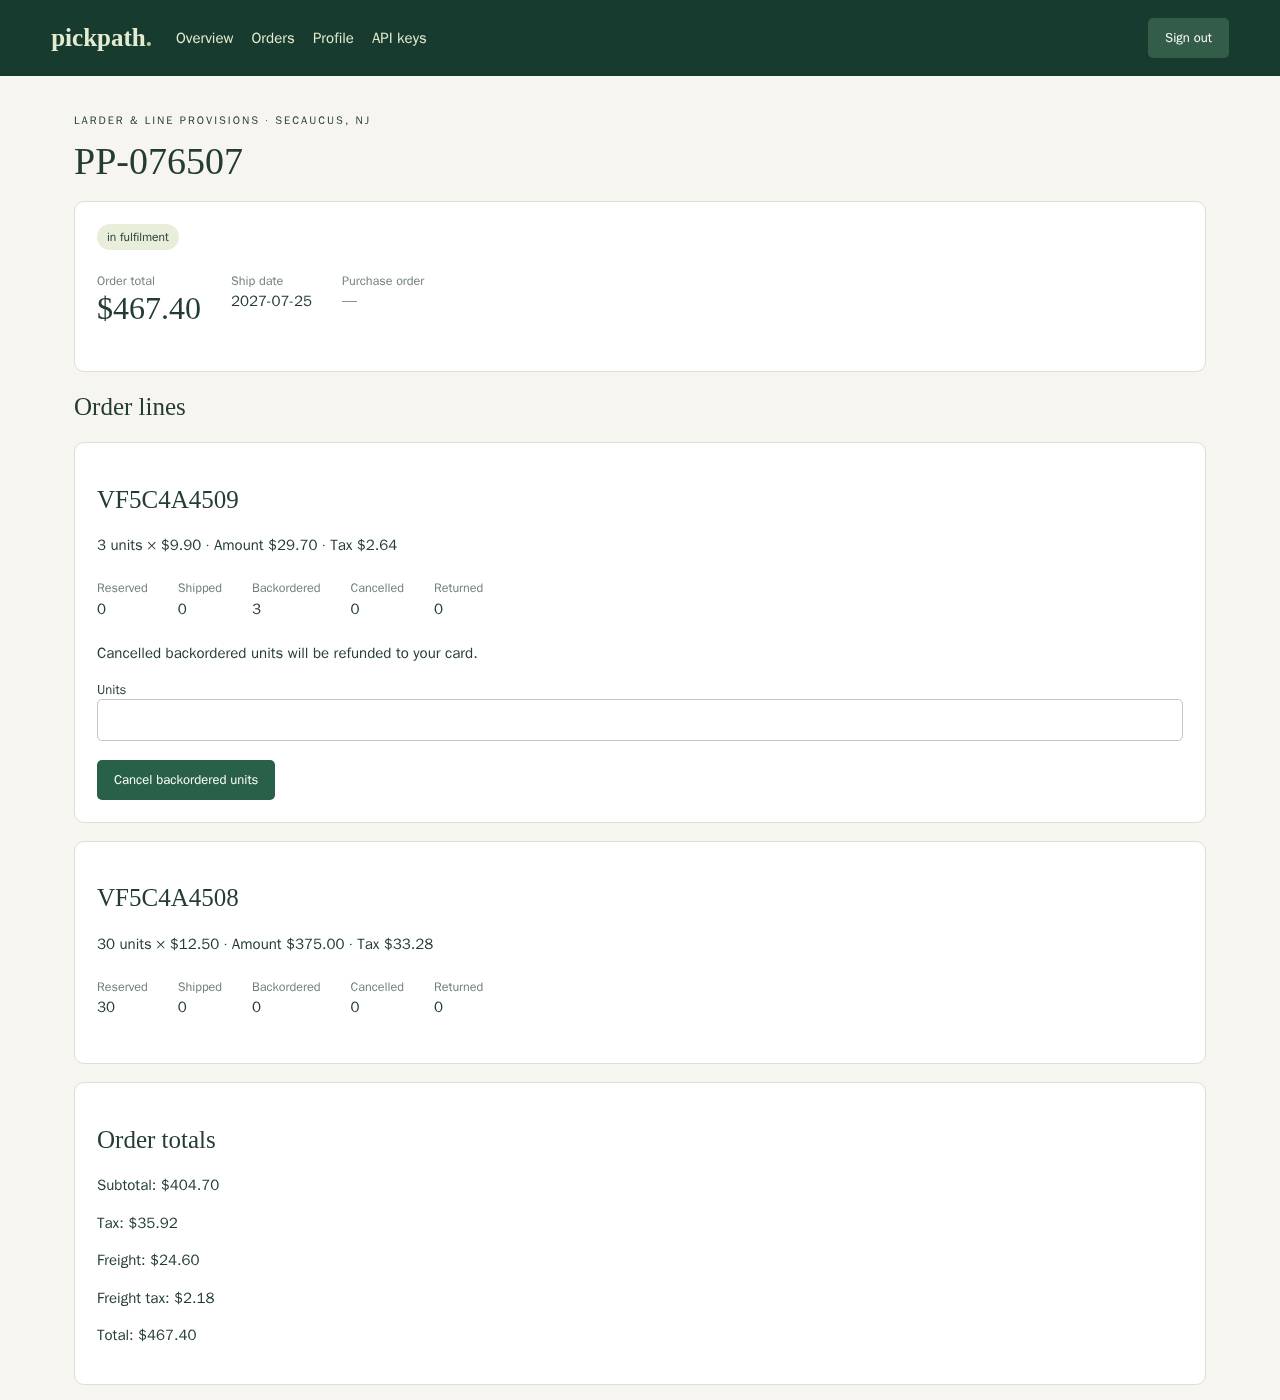 pickpath. Overview Orders Profile API keys Sign out
LARDER & LINE PROVISIONS · SECAUCUS, NJ
PP-076507
in fulfilment
Order total Ship date Purchase order
$467.40 2027-07-25 —
Order lines
VF5C4A4509
3 units × $9.90 · Amount $29.70 · Tax $2.64
Reserved Shipped Backordered Cancelled Returned
0 0 3 0 0
Cancelled backordered units will be refunded to your card.
Units
Cancel backordered units
VF5C4A4508
30 units × $12.50 · Amount $375.00 · Tax $33.28
Reserved Shipped Backordered Cancelled Returned
30 0 0 0 0
Order totals
Subtotal: $404.70
Tax: $35.92
Freight: $24.60
Freight tax: $2.18
Total: $467.40